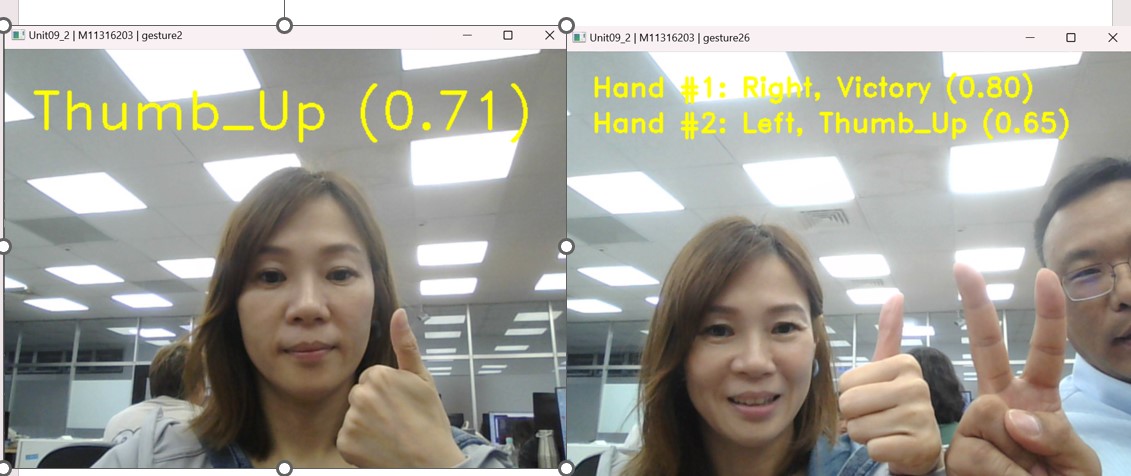 Unit09_2 | M11316203 | gesture2
Thumb_Up (0.71)
Unit09_2 | M11316203 | gesture26
Hand #1: Right, Victory (0.80)
Hand #2: Left, Thumb_Up (0.65)